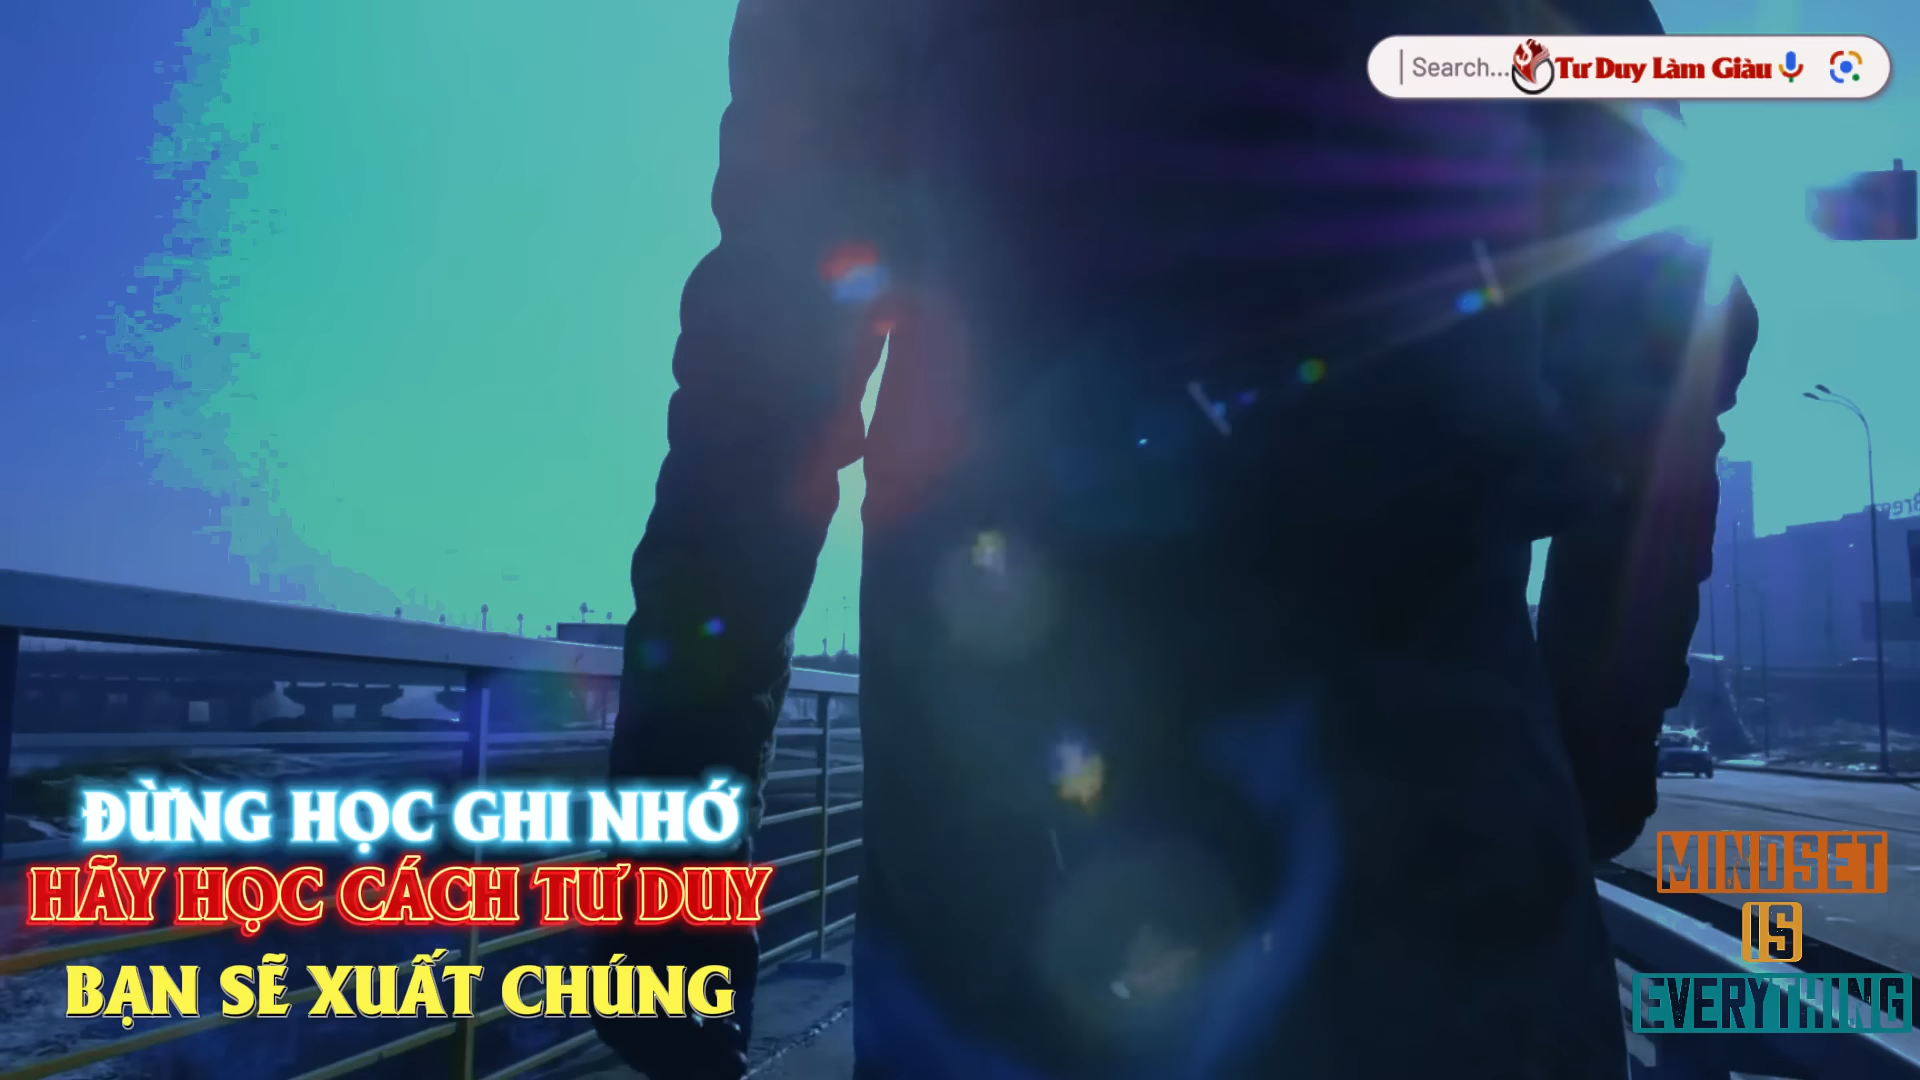 Search... Tư Duy Làm Giàu
ĐỪNG HỌC GHI NHỚ
HÃY HỌC CÁCH TƯ DUY
BẠN SẼ XUẤT CHÚNG
MINDSET
IS
EVERYTHING